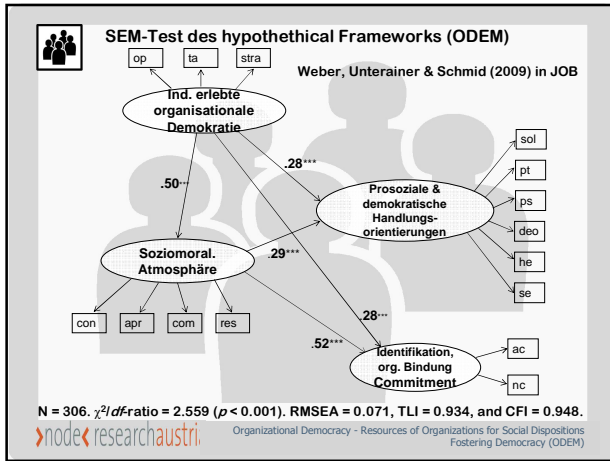 SEM-Test des hypothethical Frameworks (ODEM)
Weber, Unterainer & Schmid (2009) in JOB
op
ta
stra
Ind. erlebte
organisationale
Demokratie
.28***
.50***
sol
pt
ps
deo
he
se
Prosoziale &
demokratische
Handlungs-
orientierungen
Soziomoral.
Atmosphäre
.29***
con
apr
com
res
.28***
.52***
Identifikation,
org. Bindung
Commitment
ac
nc
N = 306. χ²/df-ratio = 2.559 (p < 0.001). RMSEA = 0.071, TLI = 0.934, and CFI = 0.948.
>node< researchaustria
Organizational Democracy - Resources of Organizations for Social Dispositions
Fostering Democracy (ODEM)